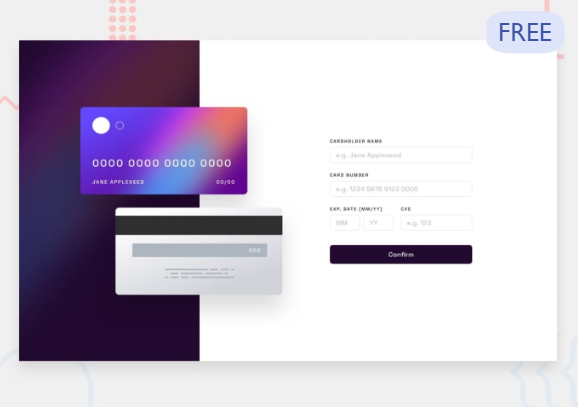 FREE
0000 0000 0000 0000
JANE APPLESEED 00/00
000
CARDHOLDER NAME
e.g. Jane Appleseed
CARD NUMBER
e.g. 1234 5678 9123 0000
EXP. DATE (MM/YY) CVC
MM YY e.g. 123
Confirm